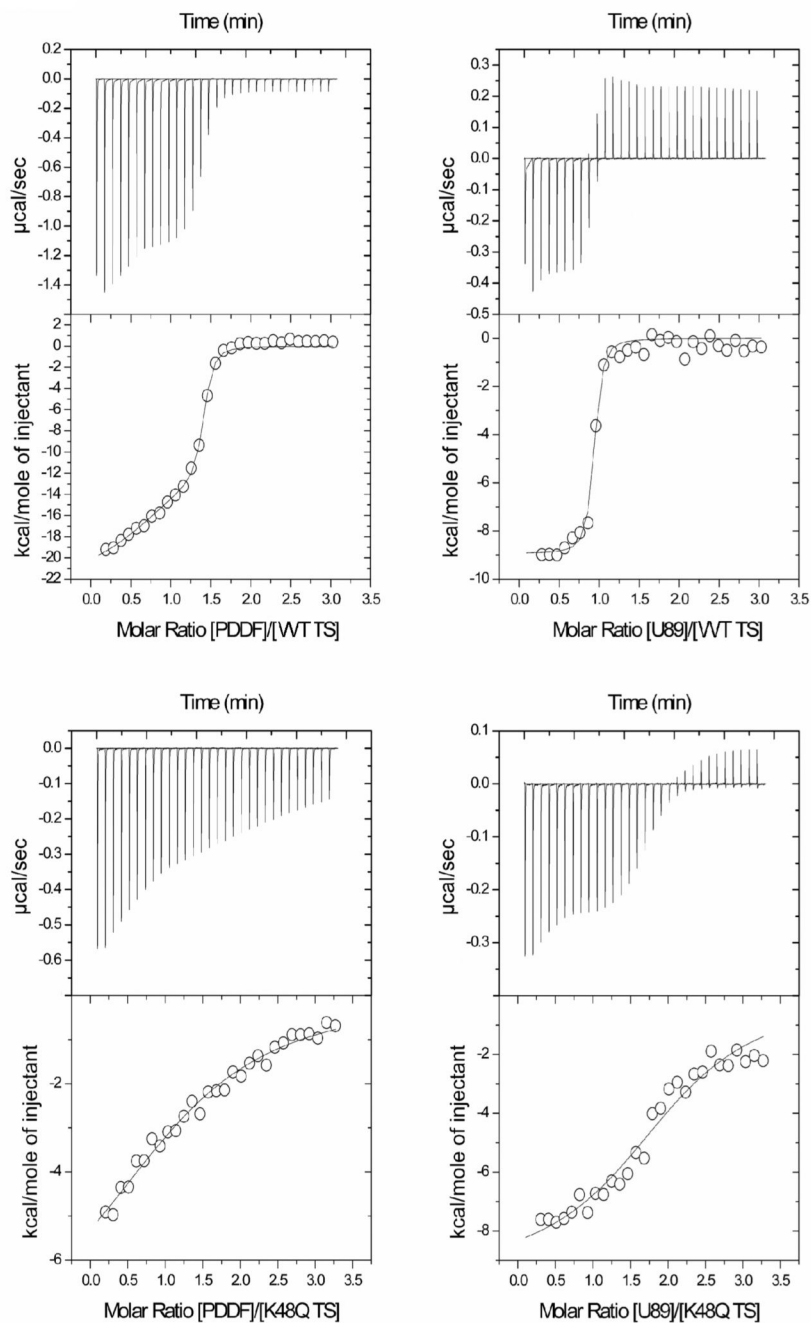 Time (min)
0.2
0.0
-0.2
-0.4
-0.6
-0.8
-1.0
-1.2
-1.4
µcal/sec
2
0
-2
-4
-6
-8
-10
-12
-14
-16
-18
-20
-22
kcal/mole of injectant
0.0 0.5 1.0 1.5 2.0 2.5 3.0 3.5
Molar Ratio [PDDF]/[WT TS]
Time (min)
0.3
0.2
0.1
0.0
-0.1
-0.2
-0.3
-0.4
-0.5
µcal/sec
0
-2
-4
-6
-8
-10
kcal/mole of injectant
0.0 0.5 1.0 1.5 2.0 2.5 3.0 3.5
Molar Ratio [U89]/[WT TS]
Time (min)
0.0
-0.1
-0.2
-0.3
-0.4
-0.5
-0.6
µcal/sec
-2
-4
-6
kcal/mole of injectant
0.0 0.5 1.0 1.5 2.0 2.5 3.0 3.5
Molar Ratio [PDDF]/[K48Q TS]
Time (min)
0.1
0.0
-0.1
-0.2
-0.3
µcal/sec
-2
-4
-6
-8
kcal/mole of injectant
0.0 0.5 1.0 1.5 2.0 2.5 3.0 3.5
Molar Ratio [U89]/[K48Q TS]